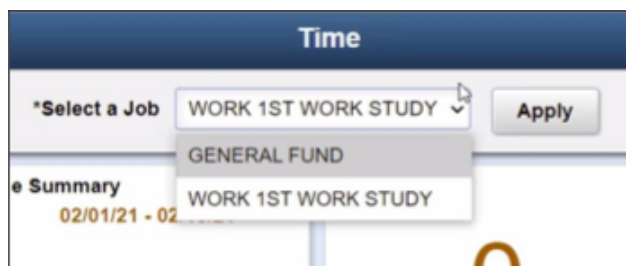 Time
*Select a Job WORK 1ST WORK STUDY Apply
GENERAL FUND
WORK 1ST WORK STUDY
e Summary
02/01/21 - 02